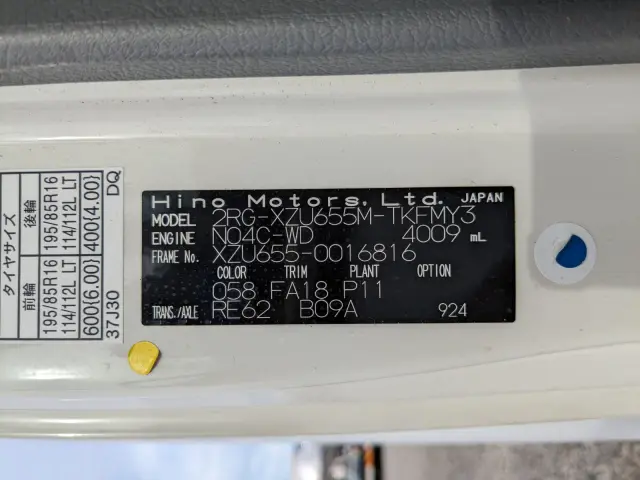 タイヤサイズ
前輪 後輪
195/85R16 195/85R16
114/112L LT 114/112L LT
600(6.00) 400(4.00)
37J30 DQ
Hino Motors, Ltd. JAPAN
MODEL 2RG-XZU655M-TKFMY3
ENGINE N04C-WD 4009 mL
FRAME No. XZU655-0016816
COLOR TRIM PLANT OPTION
058 FA18 P11
TRANS./AXLE RE62 B09A 924